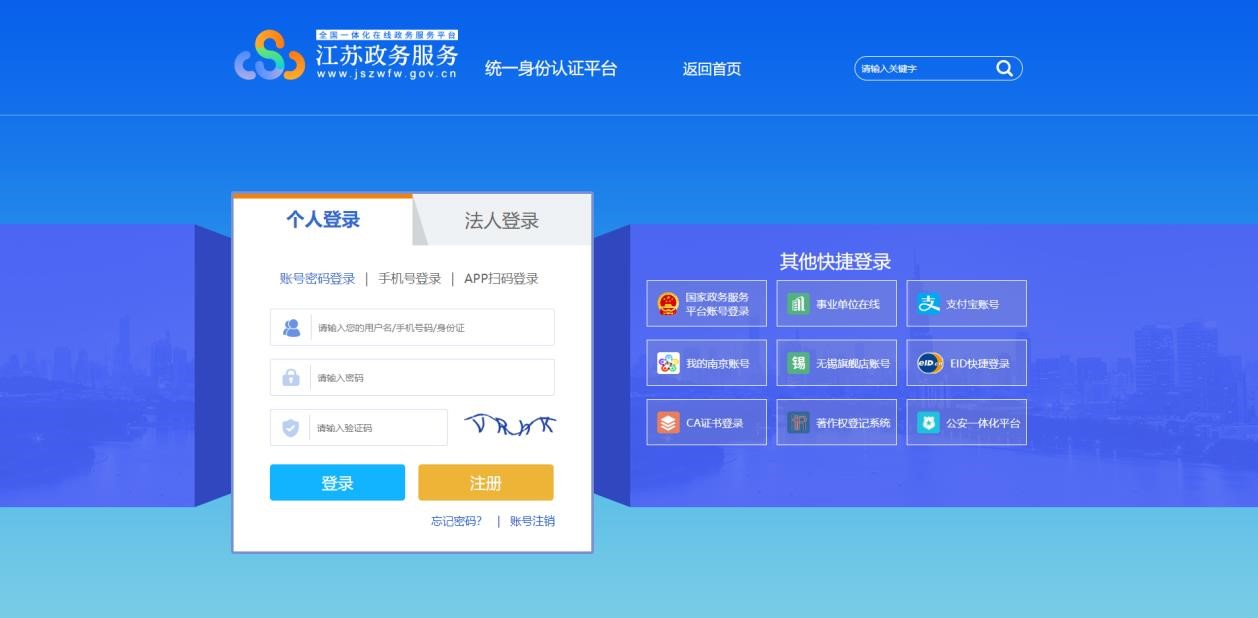 全国一体化在线政务服务平台
江苏政务服务
www.jszwfw.gov.cn
统一身份认证平台
返回首页
请输入关键字
个人登录
法人登录
账号密码登录 | 手机号登录 | APP扫码登录
请输入您的用户名/手机号码/身份证
请输入密码
请输入验证码
登录
注册
忘记密码? | 账号注销
其他快捷登录
国家政务服务
平台账号登录
事业单位在线
支付宝账号
我的南京账号
锡
无锡旗舰店账号
eID.cn
EID快捷登录
CA证书登录
著作权登记系统
公安一体化平台